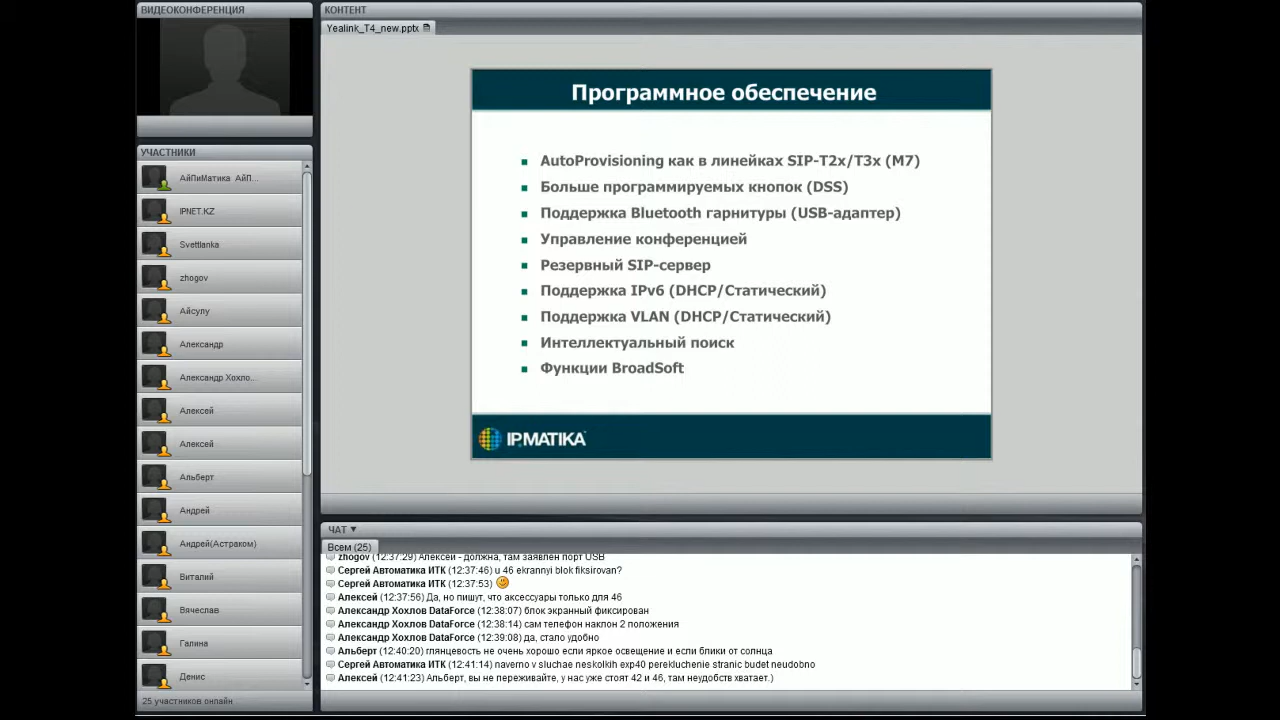 ВИДЕОКОНФЕРЕНЦИЯ
УЧАСТНИКИ
АйПиМатика АйП...
IPNET.KZ
Svettlanka
zhogov
Айсулу
Александр
Александр Хохло...
Алексей
Алексей
Альберт
Андрей
Андрей(Астраком)
Виталий
Вячеслав
Галина
Денис
25 участников онлайн
КОНТЕНТ
Yealink_T4_new.pptx
Программное обеспечение
AutoProvisioning как в линейках SIP-T2x/T3x (M7)
Больше программируемых кнопок (DSS)
Поддержка Bluetooth гарнитуры (USB-адаптер)
Управление конференцией
Резервный SIP-сервер
Поддержка IPv6 (DHCP/Статический)
Поддержка VLAN (DHCP/Статический)
Интеллектуальный поиск
Функции BroadSoft
IPMATIKA
ЧАТ
Всем (25)
zhogov (12:37:29) Алексей - должна, там заявлен порт USB
Сергей Автоматика ИТК (12:37:46) u 46 ekrannyi blok fiksirovan?
Сергей Автоматика ИТК (12:37:53)
Алексей (12:37:56) Да, но пишут, что аксессуары только для 46
Александр Хохлов DataForce (12:38:07) блок экранный фиксирован
Александр Хохлов DataForce (12:38:14) сам телефон наклон 2 положения
Александр Хохлов DataForce (12:39:08) да, стало удобно
Альберт (12:40:20) глянцевость не очень хорошо если яркое освещение и если блики от солнца
Сергей Автоматика ИТК (12:41:14) naverno v sluchae neskolkih exp40 perekluchenie stranic budet neudobno
Алексей (12:41:23) Альберт, вы не переживайте, у нас уже стоят 42 и 46, там неудобств хватает.)